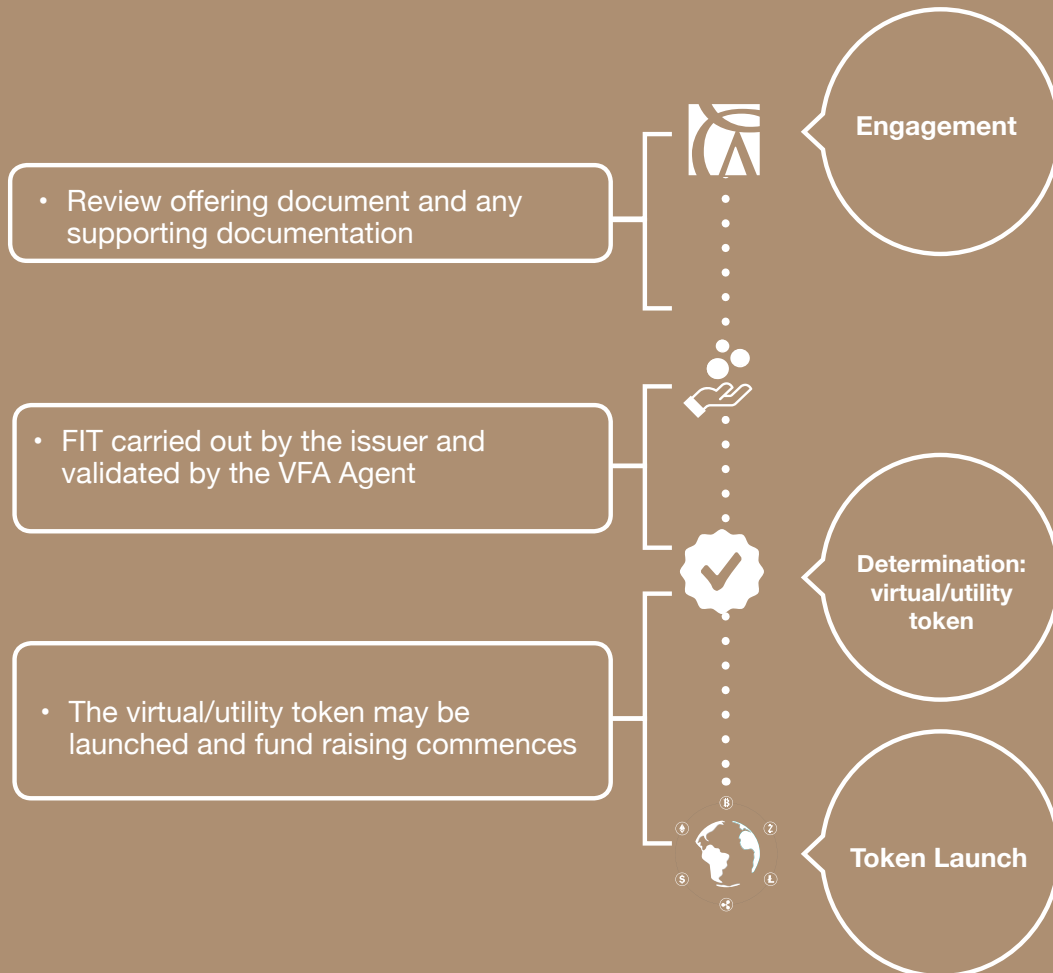 Engagement
• Review offering document and any
supporting documentation
• FIT carried out by the issuer and
validated by the VFA Agent
Determination:
virtual/utility
token
• The virtual/utility token may be
launched and fund raising commences
Token Launch